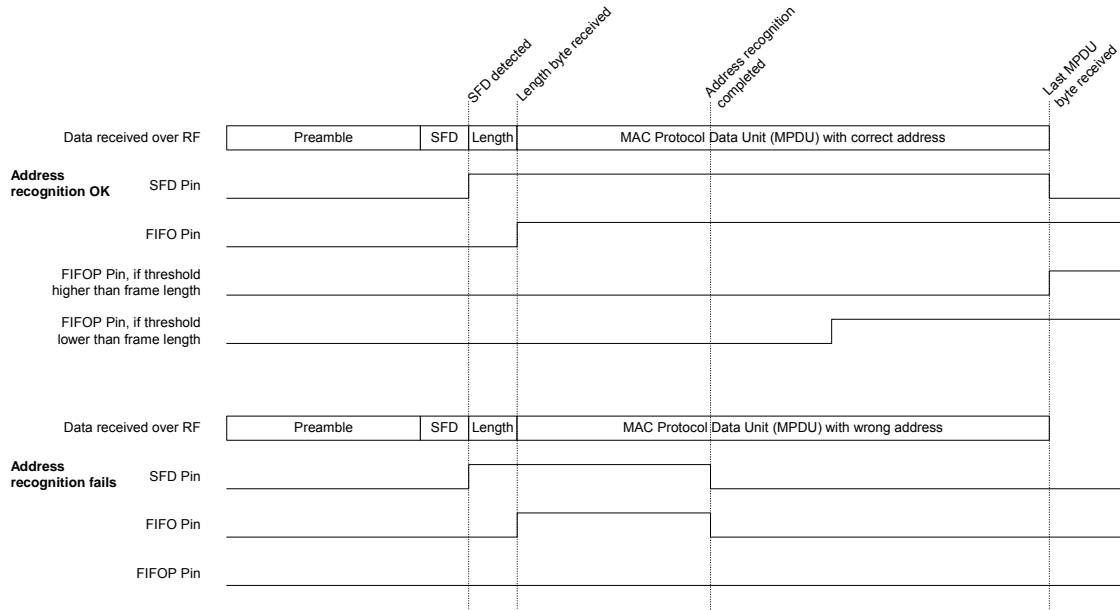 SFD detected
Length byte received
Address recognition
completed
Last MPDU
byte received
Data received over RF
Preamble
SFD
Length
MAC Protocol Data Unit (MPDU) with correct address
Address
recognition OK
SFD Pin
FIFO Pin
FIFOP Pin, if threshold
higher than frame length
FIFOP Pin, if threshold
lower than frame length
Data received over RF
Preamble
SFD
Length
MAC Protocol Data Unit (MPDU) with wrong address
Address
recognition fails
SFD Pin
FIFO Pin
FIFOP Pin